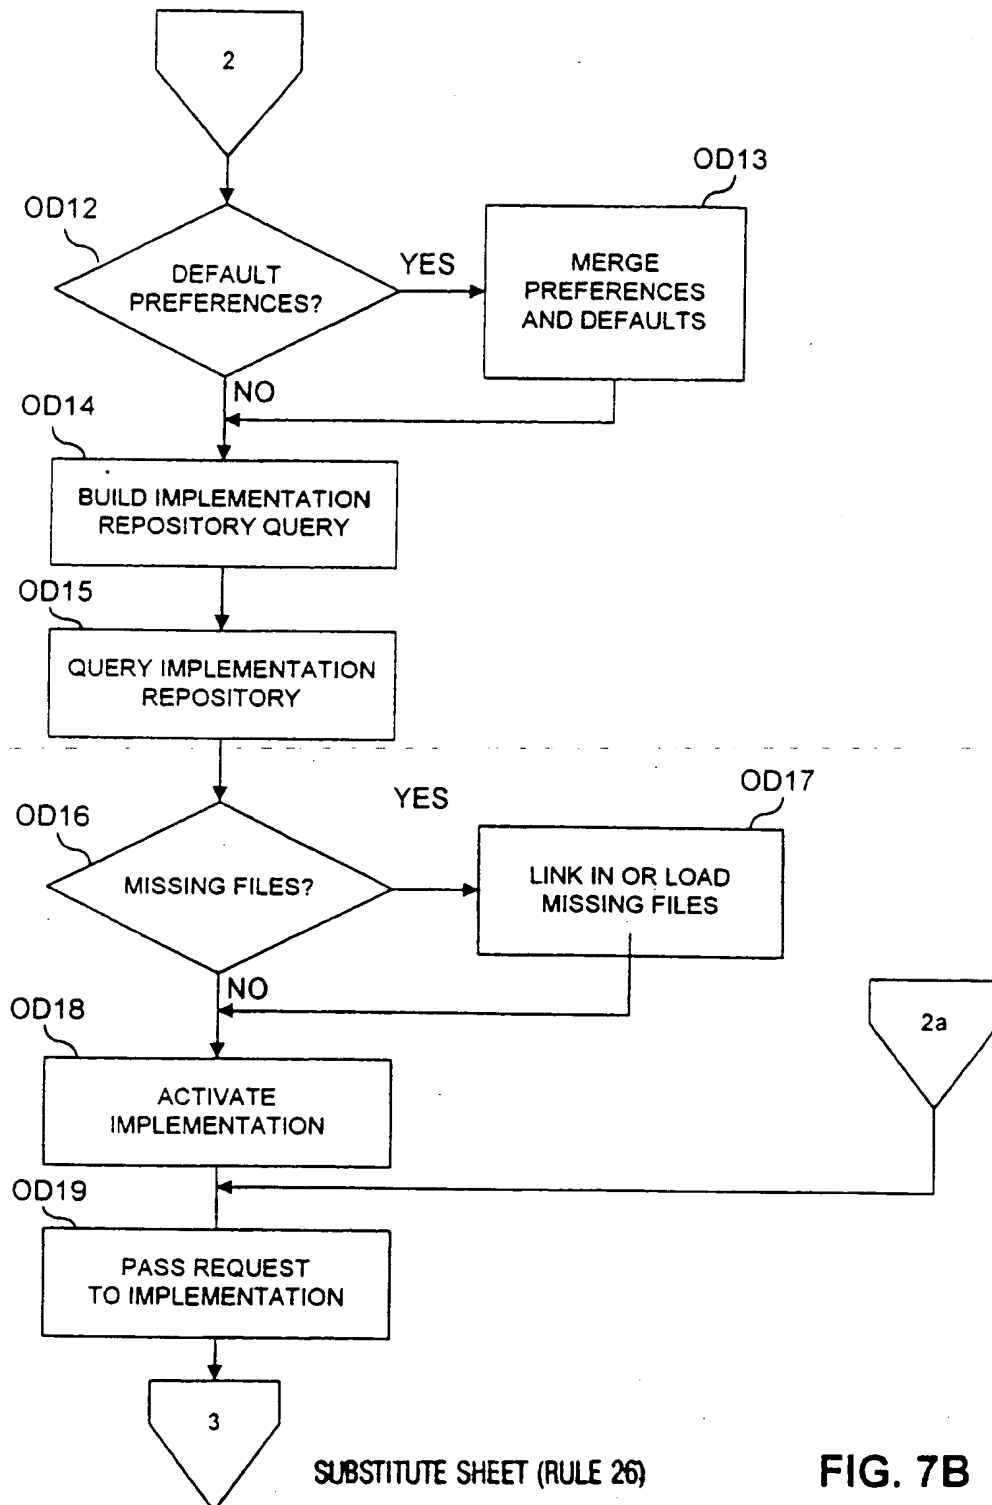 2
OD12
DEFAULT
PREFERENCES?
YES
OD13
MERGE
PREFERENCES
AND DEFAULTS
NO
OD14
BUILD IMPLEMENTATION
REPOSITORY QUERY
OD15
QUERY IMPLEMENTATION
REPOSITORY
OD16
MISSING FILES?
YES
OD17
LINK IN OR LOAD
MISSING FILES
NO
OD18
ACTIVATE
IMPLEMENTATION
2a
OD19
PASS REQUEST
TO IMPLEMENTATION
3
SUBSTITUTE SHEET (RULE 26)
FIG. 7B